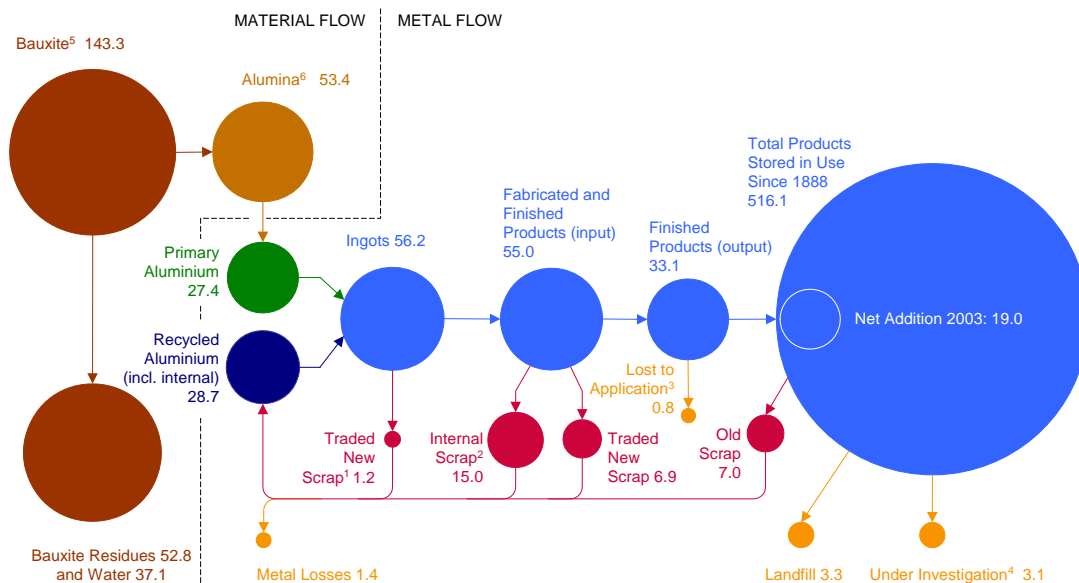 MATERIAL FLOW
METAL FLOW
Bauxite⁵ 143.3
Alumina⁶ 53.4
Total Products
Stored in Use
Since 1888
516.1
Fabricated and
Finished
Products (input)
55.0
Finished
Products (output)
33.1
Ingots 56.2
Primary
Aluminium
27.4
Net Addition 2003: 19.0
Recycled
Aluminium
(incl. internal)
28.7
Lost to
Application³
0.8
Traded
New
Scrap¹ 1.2
Internal
Scrap²
15.0
Traded
New
Scrap 6.9
Old
Scrap
7.0
Bauxite Residues 52.8
and Water 37.1
Metal Losses 1.4
Landfill 3.3
Under Investigation⁴ 3.1